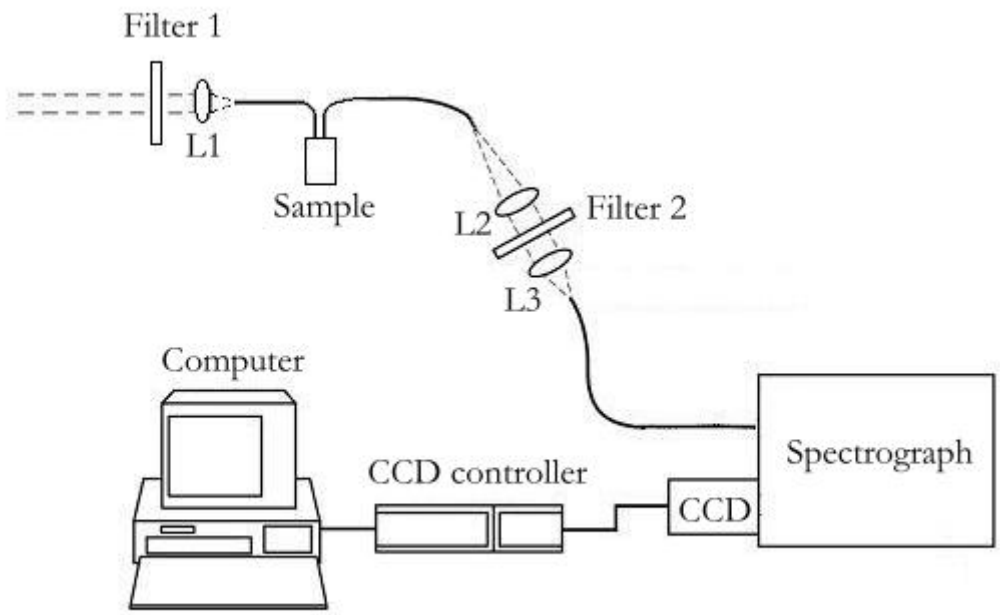 Filter 1
L1
Sample
L2
Filter 2
L3
Computer
CCD controller
Spectrograph
CCD